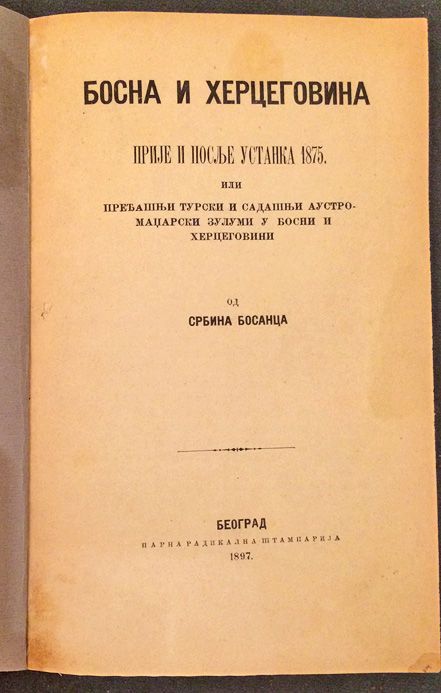 БОСНА И ХЕРЦЕГОВИНА
ПРИЈЕ И ПОСЉЕ УСТАНКА 1875.
ИЛИ
ПРЕЂАШЊИ ТУРСКИ И САДАШЊИ АУСТРО-
МАЏАРСКИ ЗУЛУМИ У БОСНИ И
ХЕРЦЕГОВИНИ
ОД
СРБИНА БОСАНЦА
БЕОГРАД
ПАРНА РАДИКАЛНА ШТАМПАРИЈА
1897.